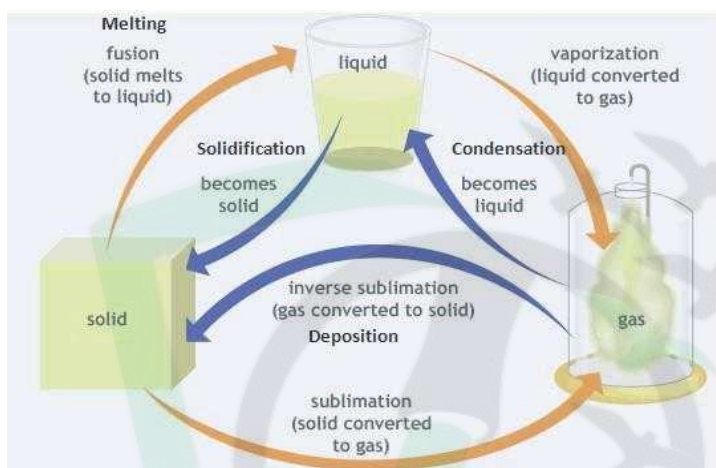 Melting
fusion
(solid melts
to liquid)
liquid
vaporization
(liquid converted
to gas)
Solidification
becomes
solid
Condensation
becomes
liquid
solid
inverse sublimation
(gas converted to solid)
Deposition
gas
sublimation
(solid converted
to gas)